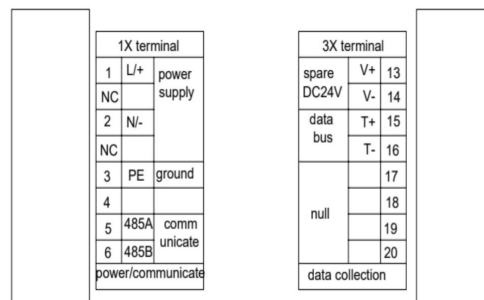 1X terminal
1 L/+ power
supply
NC
2 N/-
NC
3 PE ground
4
5 485A comm
unicate
6 485B
power/communicate
3X terminal
spare V+ 13
DC24V V- 14
data T+ 15
bus
T- 16
17
18
null
19
20
data collection